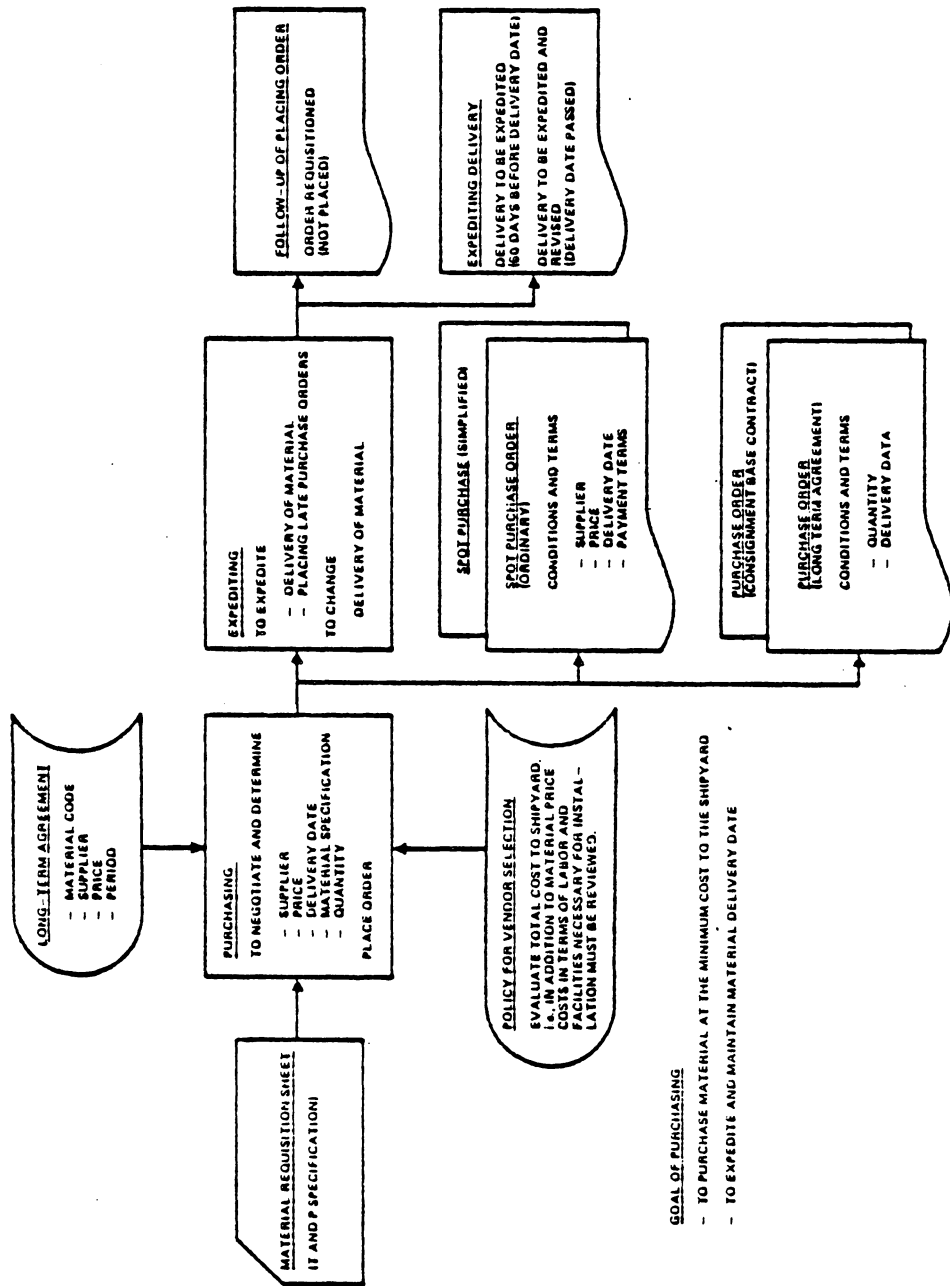 MATERIAL REQUISITION SHEET
(T AND P SPECIFICATION)
LONG-TERM AGREEMENT
- MATERIAL CODE
- SUPPLIER
- PRICE
- PERIOD
PURCHASING
TO NEGOTIATE AND DETERMINE
- SUPPLIER
- PRICE
- DELIVERY DATE
- MATERIAL SPECIFICATION
- QUANTITY
PLACE ORDER
POLICY FOR VENDOR SELECTION
EVALUATE TOTAL COST TO SHIPYARD.
i.e., IN ADDITION TO MATERIAL PRICE
COSTS IN TERMS OF LABOR AND
FACILITIES NECESSARY FOR INSTAL-
LATION MUST BE REVIEWED.
EXPEDITING
TO EXPEDITE
- DELIVERY OF MATERIAL
- PLACING LATE PURCHASE ORDERS
TO CHANGE
DELIVERY OF MATERIAL
SPOT PURCHASE (SIMPLIFIED)
SPOT PURCHASE ORDER
(ORDINARY)
CONDITIONS AND TERMS
- SUPPLIER
- PRICE
- DELIVERY DATE
- PAYMENT TERMS
PURCHASE ORDER
(CONSIGNMENT BASE CONTRACT)
PURCHASE ORDER
(LONG TERM AGREEMENT)
CONDITIONS AND TERMS
- QUANTITY
- DELIVERY DATA
FOLLOW-UP OF PLACING ORDER
ORDER REQUISITIONED
(NOT PLACED)
EXPEDITING DELIVERY
DELIVERY TO BE EXPEDITED
(60 DAYS BEFORE DELIVERY DATE)
DELIVERY TO BE EXPEDITED AND
REVISED
(DELIVERY DATE PASSED)
GOAL OF PURCHASING
- TO PURCHASE MATERIAL AT THE MINIMUM COST TO THE SHIPYARD
- TO EXPEDITE AND MAINTAIN MATERIAL DELIVERY DATE